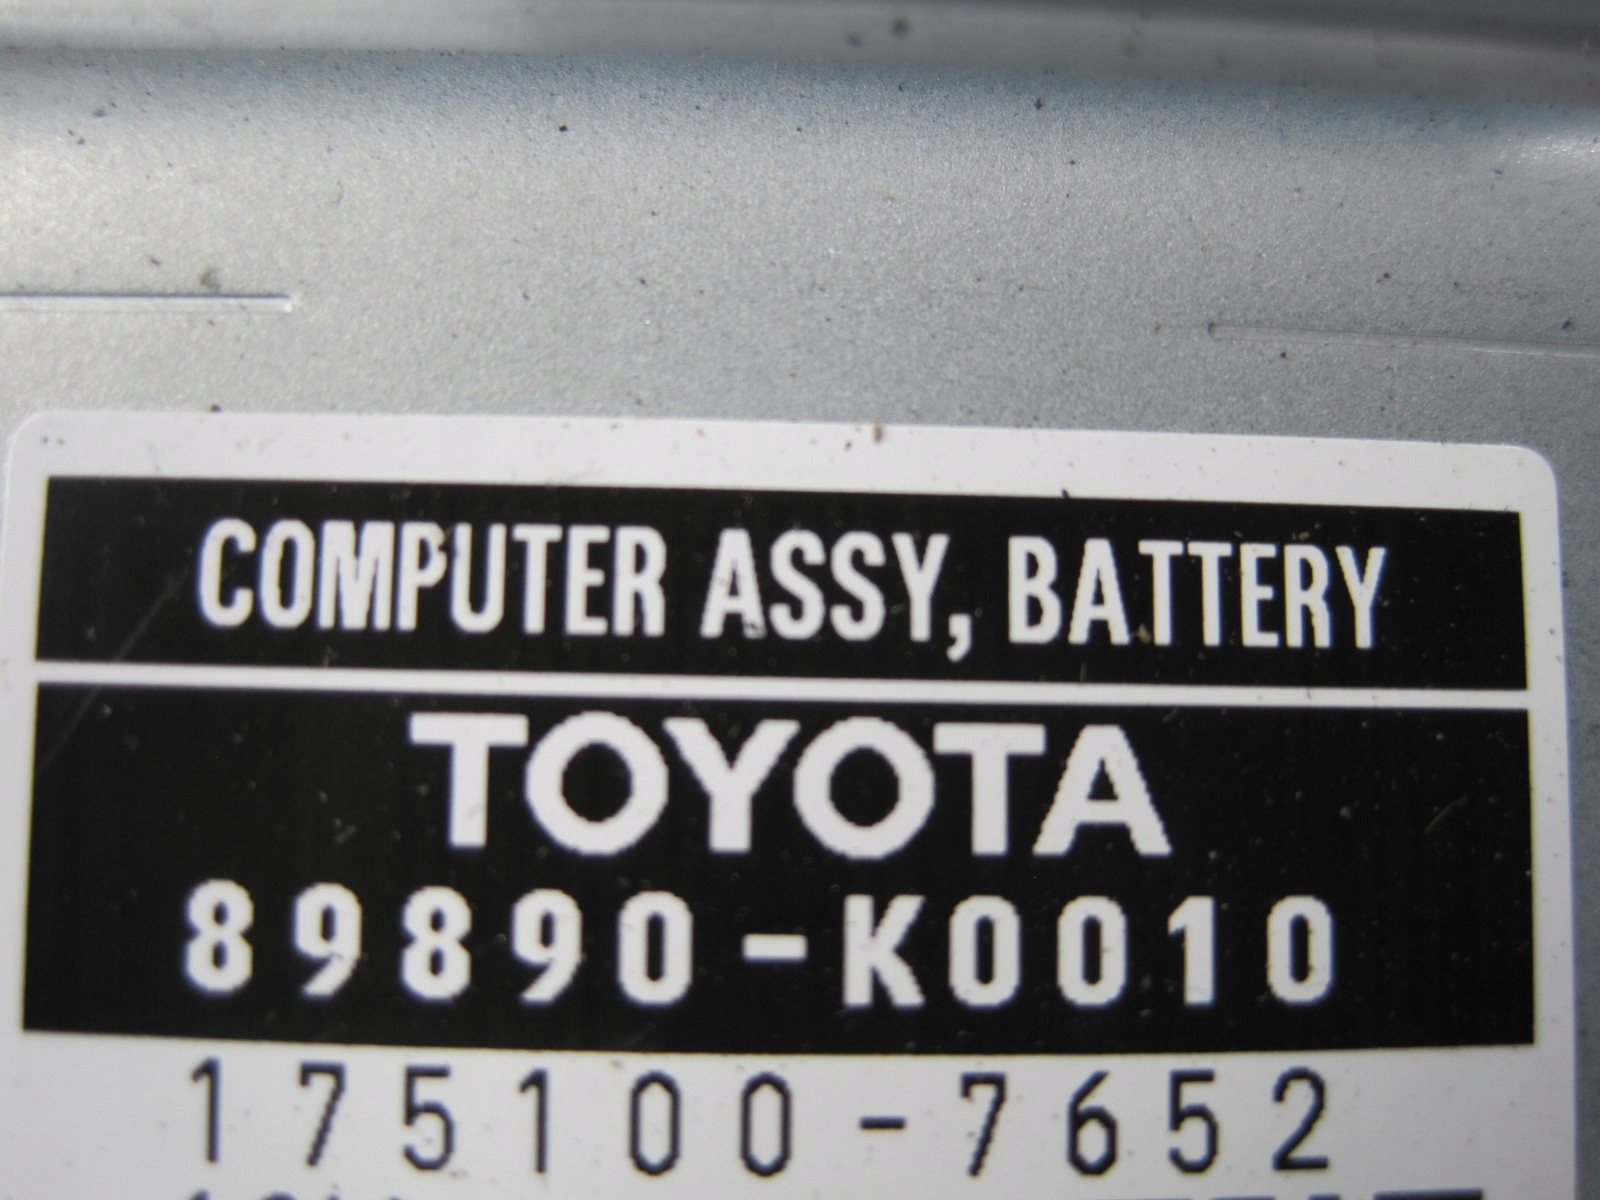 COMPUTER ASSY, BATTERY
TOYOTA
89890-K0010
175100-7652